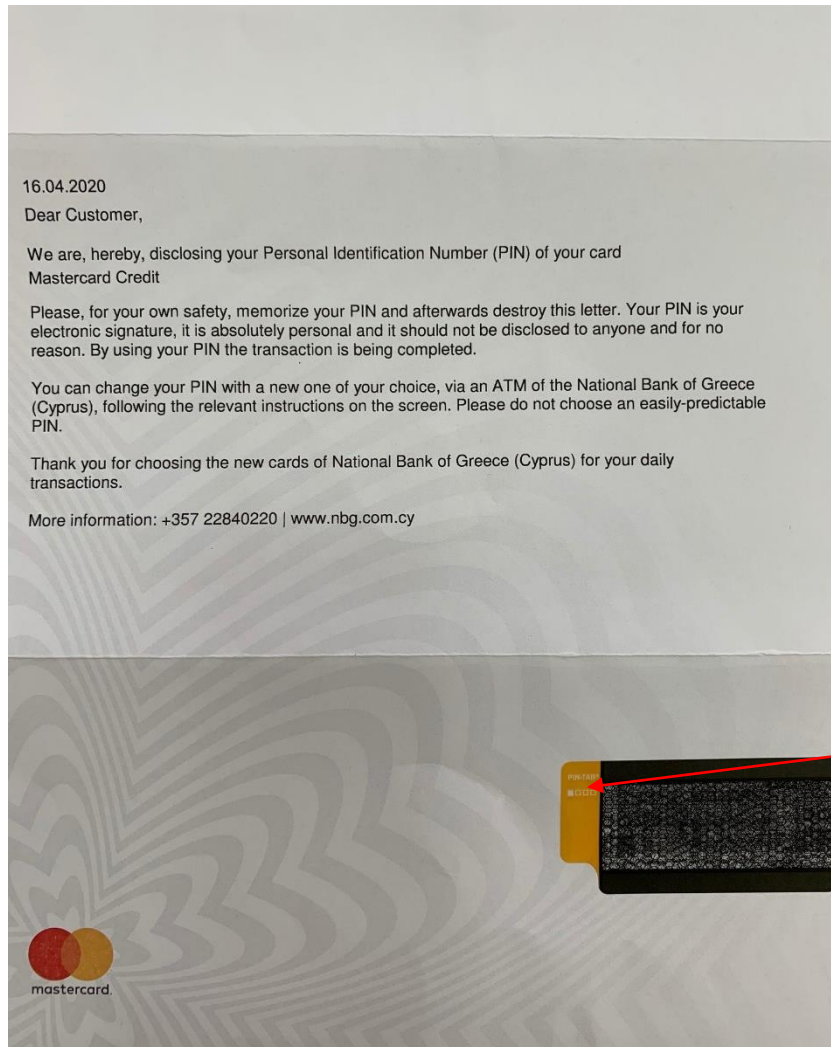 16.04.2020
Dear Customer,
We are, hereby, disclosing your Personal Identification Number (PIN) of your card
Mastercard Credit
Please, for your own safety, memorize your PIN and afterwards destroy this letter. Your PIN is your
electronic signature, it is absolutely personal and it should not be disclosed to anyone and for no
reason. By using your PIN the transaction is being completed.
You can change your PIN with a new one of your choice, via an ATM of the National Bank of Greece
(Cyprus), following the relevant instructions on the screen. Please do not choose an easily-predictable
PIN.
Thank you for choosing the new cards of National Bank of Greece (Cyprus) for your daily
transactions.
More information: +357 22840220 | www.nbg.com.cy
PIN-TAB
mastercard.